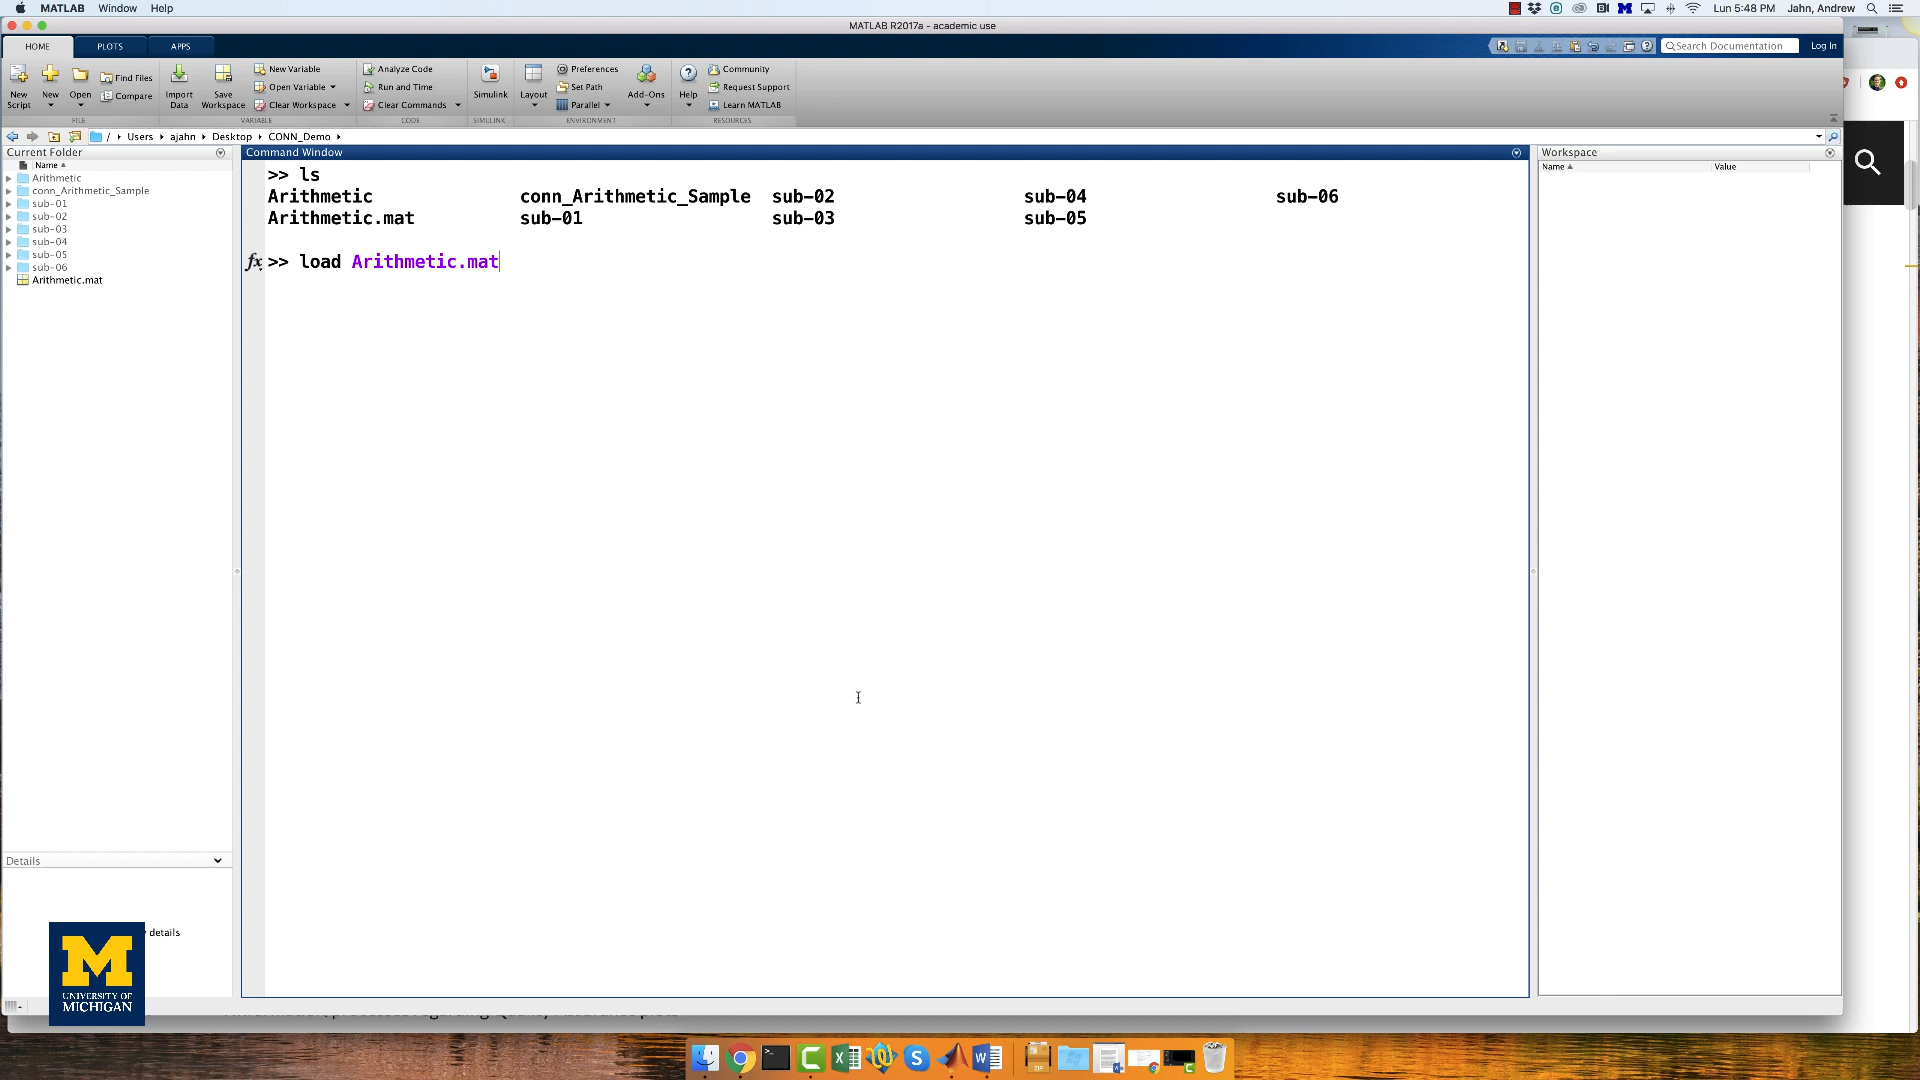 MATLAB Window Help
Lun 5:48 PM Jahn, Andrew
MATLAB R2017a - academic use
HOME PLOTS APPS
Search Documentation Log In
New Script
New
Open
Find Files
Compare
FILE
Import Data
Save Workspace
New Variable
Open Variable
Clear Workspace
VARIABLE
Analyze Code
Run and Time
Clear Commands
CODE
Simulink
SIMULINK
Layout
Preferences
Set Path
Parallel
ENVIRONMENT
Add-Ons
Help
Community
Request Support
Learn MATLAB
RESOURCES
/ Users ajahn Desktop CONN_Demo
Current Folder
Name
Arithmetic
conn_Arithmetic_Sample
sub-01
sub-02
sub-03
sub-04
sub-05
sub-06
Arithmetic.mat
Details
details
Command Window
>> ls
Arithmetic conn_Arithmetic_Sample sub-02 sub-04 sub-06
Arithmetic.mat sub-01 sub-03 sub-05
fx >> load Arithmetic.mat
Workspace
Name Value
M
UNIVERSITY OF
MICHIGAN